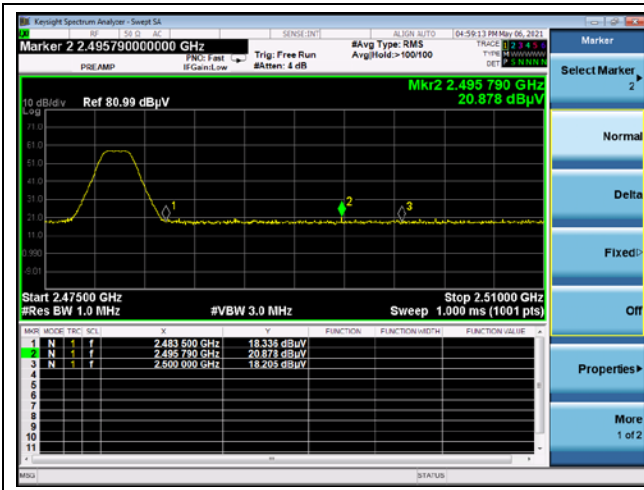 Keysight Spectrum Analyzer - Swept SA
RF 50 Ω AC SENSE:INT ALIGN AUTO 04:59:13 PM May 06, 2021
Marker 2 2.495790000000 GHz
PREAMP
PNO: Fast
IFGain:Low
Trig: Free Run
#Atten: 4 dB
#Avg Type: RMS
Avg|Hold:>100/100
TRACE 1 2 3 4 5 6
TYPE M W W W W W
DET P S N N N N
Mkr2 2.495 790 GHz
20.878 dBµV
10 dB/div Ref 80.99 dBµV
Log
71.0
61.0
51.0
41.0
31.0
21.0
11.0
0.990
-9.01
1
2
3
Start 2.47500 GHz
Stop 2.51000 GHz
#Res BW 1.0 MHz
#VBW 3.0 MHz
Sweep 1.000 ms (1001 pts)
MKR MODE TRC SCL X Y FUNCTION FUNCTION WIDTH FUNCTION VALUE
1 N 1 f 2.483 500 GHz 18.336 dBµV
2 N 1 f 2.495 790 GHz 20.878 dBµV
3 N 1 f 2.500 000 GHz 18.205 dBµV
4
5
6
7
8
9
10
11
MSG
STATUS
Marker
Select Marker
2
Normal
Delta
Fixed
Off
Properties
More
1 of 2